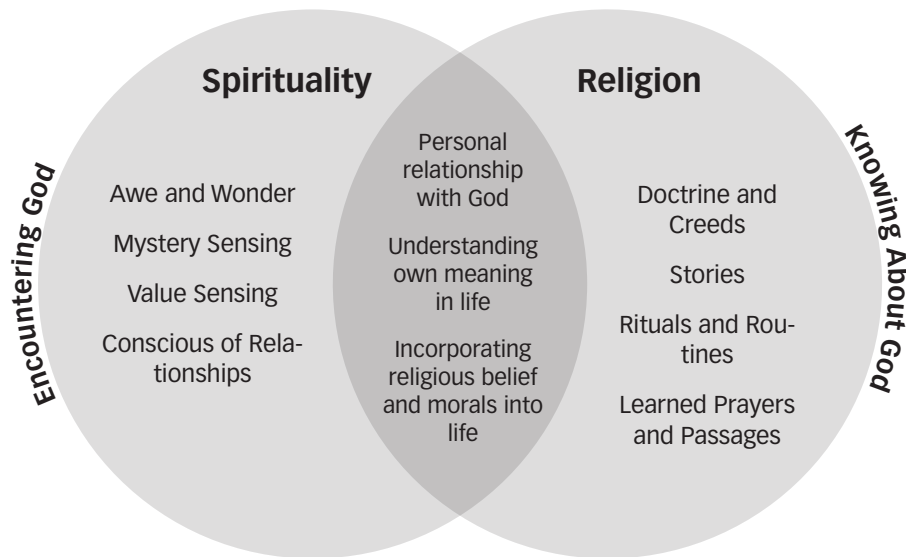 Spirituality
Religion
Encountering God
Awe and Wonder
Mystery Sensing
Value Sensing
Conscious of Rela-
tionships
Personal
relationship
with God
Understanding
own meaning
in life
Incorporating
religious belief
and morals into
life
Doctrine and
Creeds
Stories
Rituals and Rou-
tines
Learned Prayers
and Passages
Knowing About God